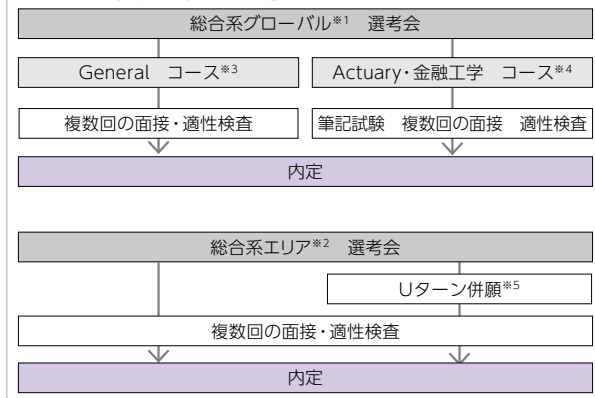 総合系グローバル※1 選考会
General コース※3
Actuary・金融工学 コース※4
複数回の面接・適性検査
筆記試験 複数回の面接 適性検査
内定
総合系エリア※2 選考会
Uターン併願※5
複数回の面接・適性検査
内定